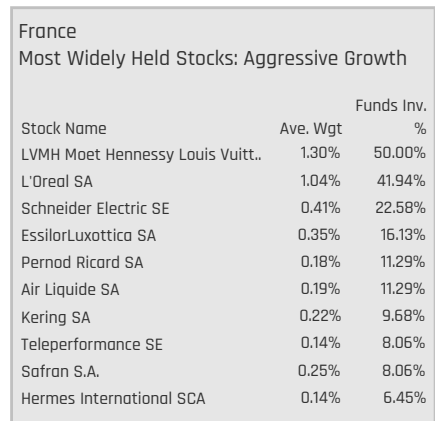 France
Most Widely Held Stocks: Aggressive Growth
Funds Inv.
Stock Name Ave. Wgt %
LVMH Moet Hennessy Louis Vuitt.. 1.30% 50.00%
L'Oreal SA 1.04% 41.94%
Schneider Electric SE 0.41% 22.58%
EssilorLuxottica SA 0.35% 16.13%
Pernod Ricard SA 0.18% 11.29%
Air Liquide SA 0.19% 11.29%
Kering SA 0.22% 9.68%
Teleperformance SE 0.14% 8.06%
Safran S.A. 0.25% 8.06%
Hermes International SCA 0.14% 6.45%